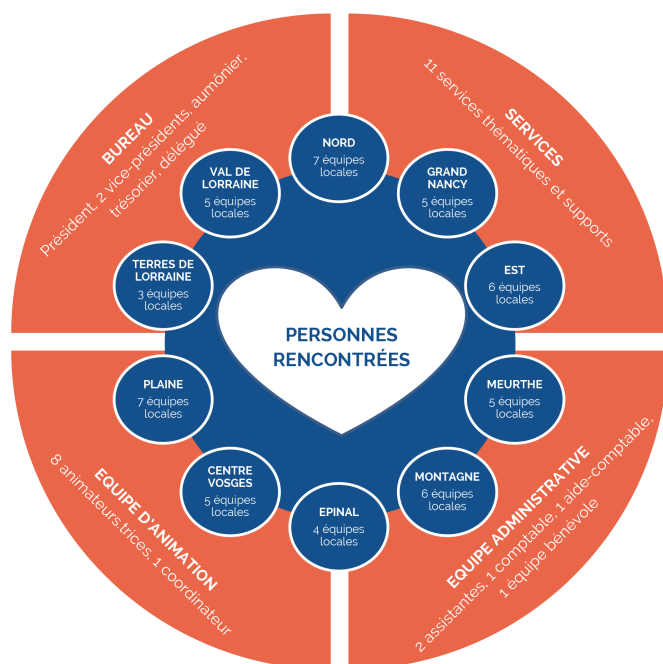 BUREAU
Président, 2 vice-présidents, aumônier,
trésorier, délégué
SERVICES
11 services thématiques et supports
NORD
7 équipes
locales
VAL DE
LORRAINE
5 équipes
locales
GRAND
NANCY
5 équipes
locales
TERRES DE
LORRAINE
3 équipes
locales
EST
6 équipes
locales
PERSONNES
RENCONTRÉES
PLAINE
7 équipes
locales
MEURTHE
5 équipes
locales
CENTRE
VOSGES
5 équipes
locales
MONTAGNE
6 équipes
locales
EPINAL
4 équipes
locales
EQUIPE D'ANIMATION
8 animateurs.trices, 1 coordinateur
EQUIPE ADMINISTRATIVE
2 assistantes, 1 comptable, 1 aide-comptable,
1 équipe bénévole